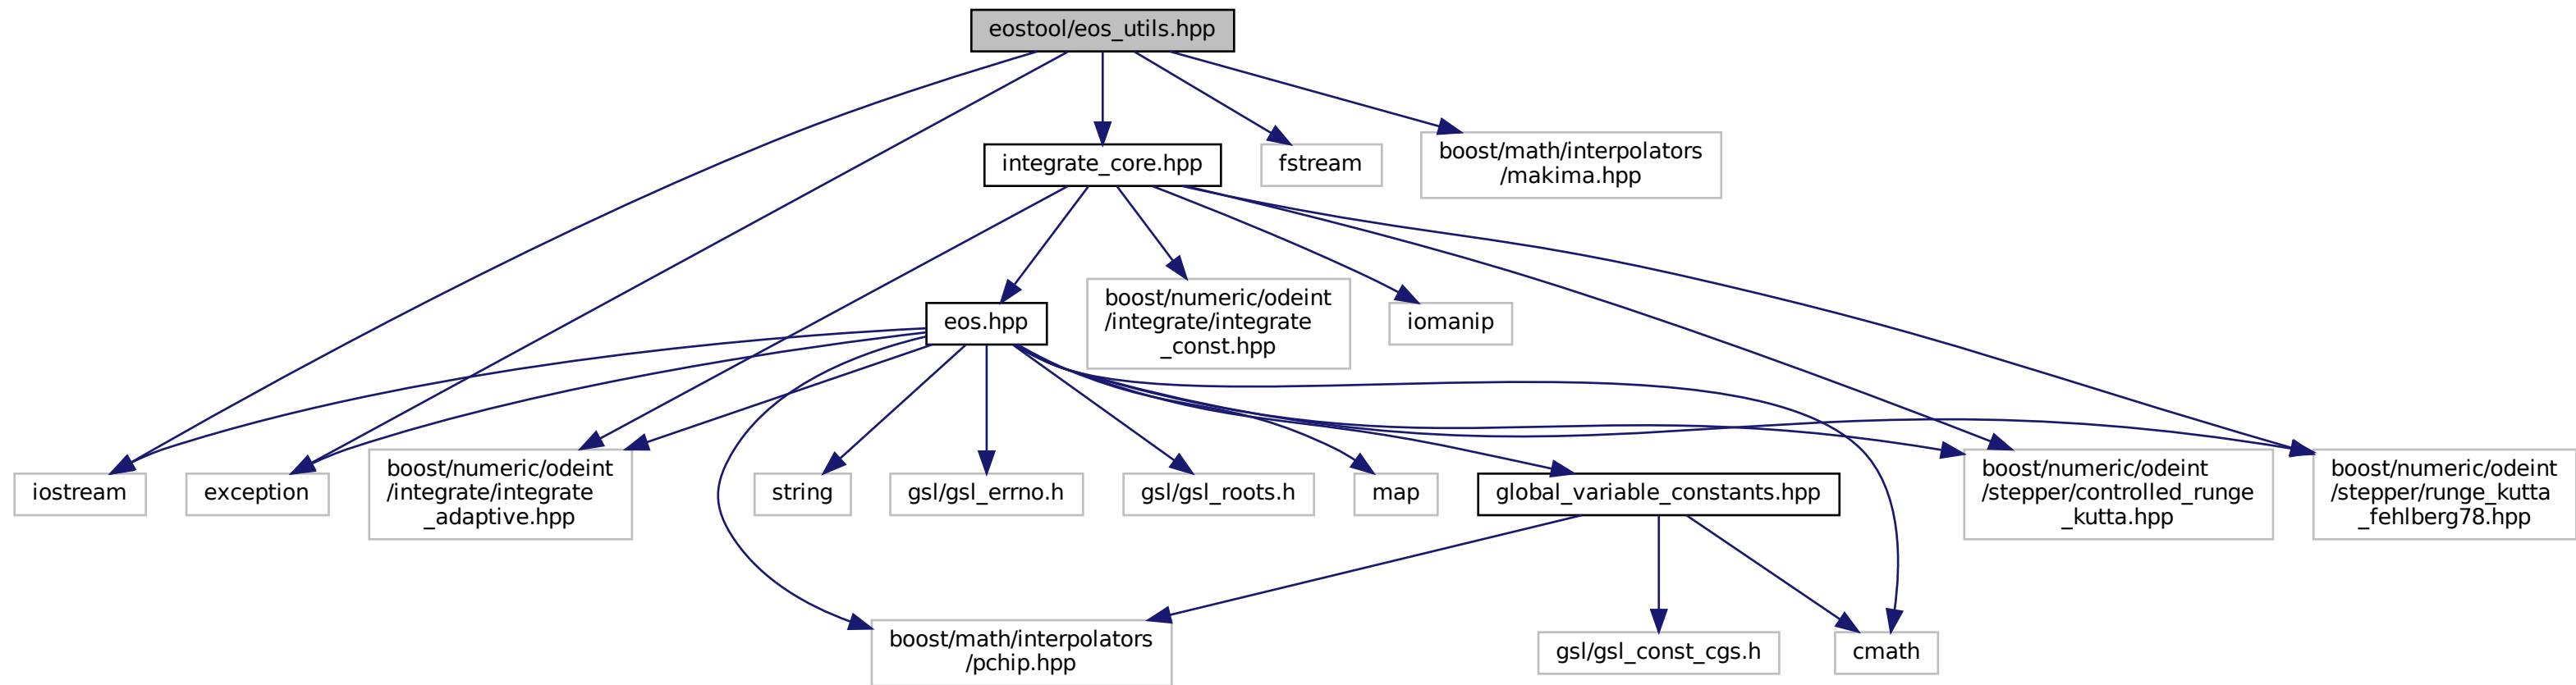 eostool/eos_utils.hpp
integrate_core.hpp
fstream
boost/math/interpolators
/makima.hpp
eos.hpp
boost/numeric/odeint
/integrate/integrate
_const.hpp
iomanip
iostream
exception
boost/numeric/odeint
/integrate/integrate
_adaptive.hpp
string
gsl/gsl_errno.h
gsl/gsl_roots.h
map
global_variable_constants.hpp
boost/numeric/odeint
/stepper/controlled_runge
_kutta.hpp
boost/numeric/odeint
/stepper/runge_kutta
_fehlberg78.hpp
boost/math/interpolators
/pchip.hpp
gsl/gsl_const_cgs.h
cmath